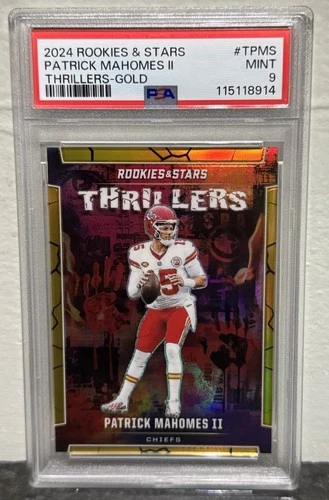 2024 ROOKIES & STARS #TPMS
PATRICK MAHOMES II MINT
THRILLERS-GOLD 9
PSA 115118914
ROOKIES & STARS
THRILLERS
15
PATRICK MAHOMES II
CHIEFS